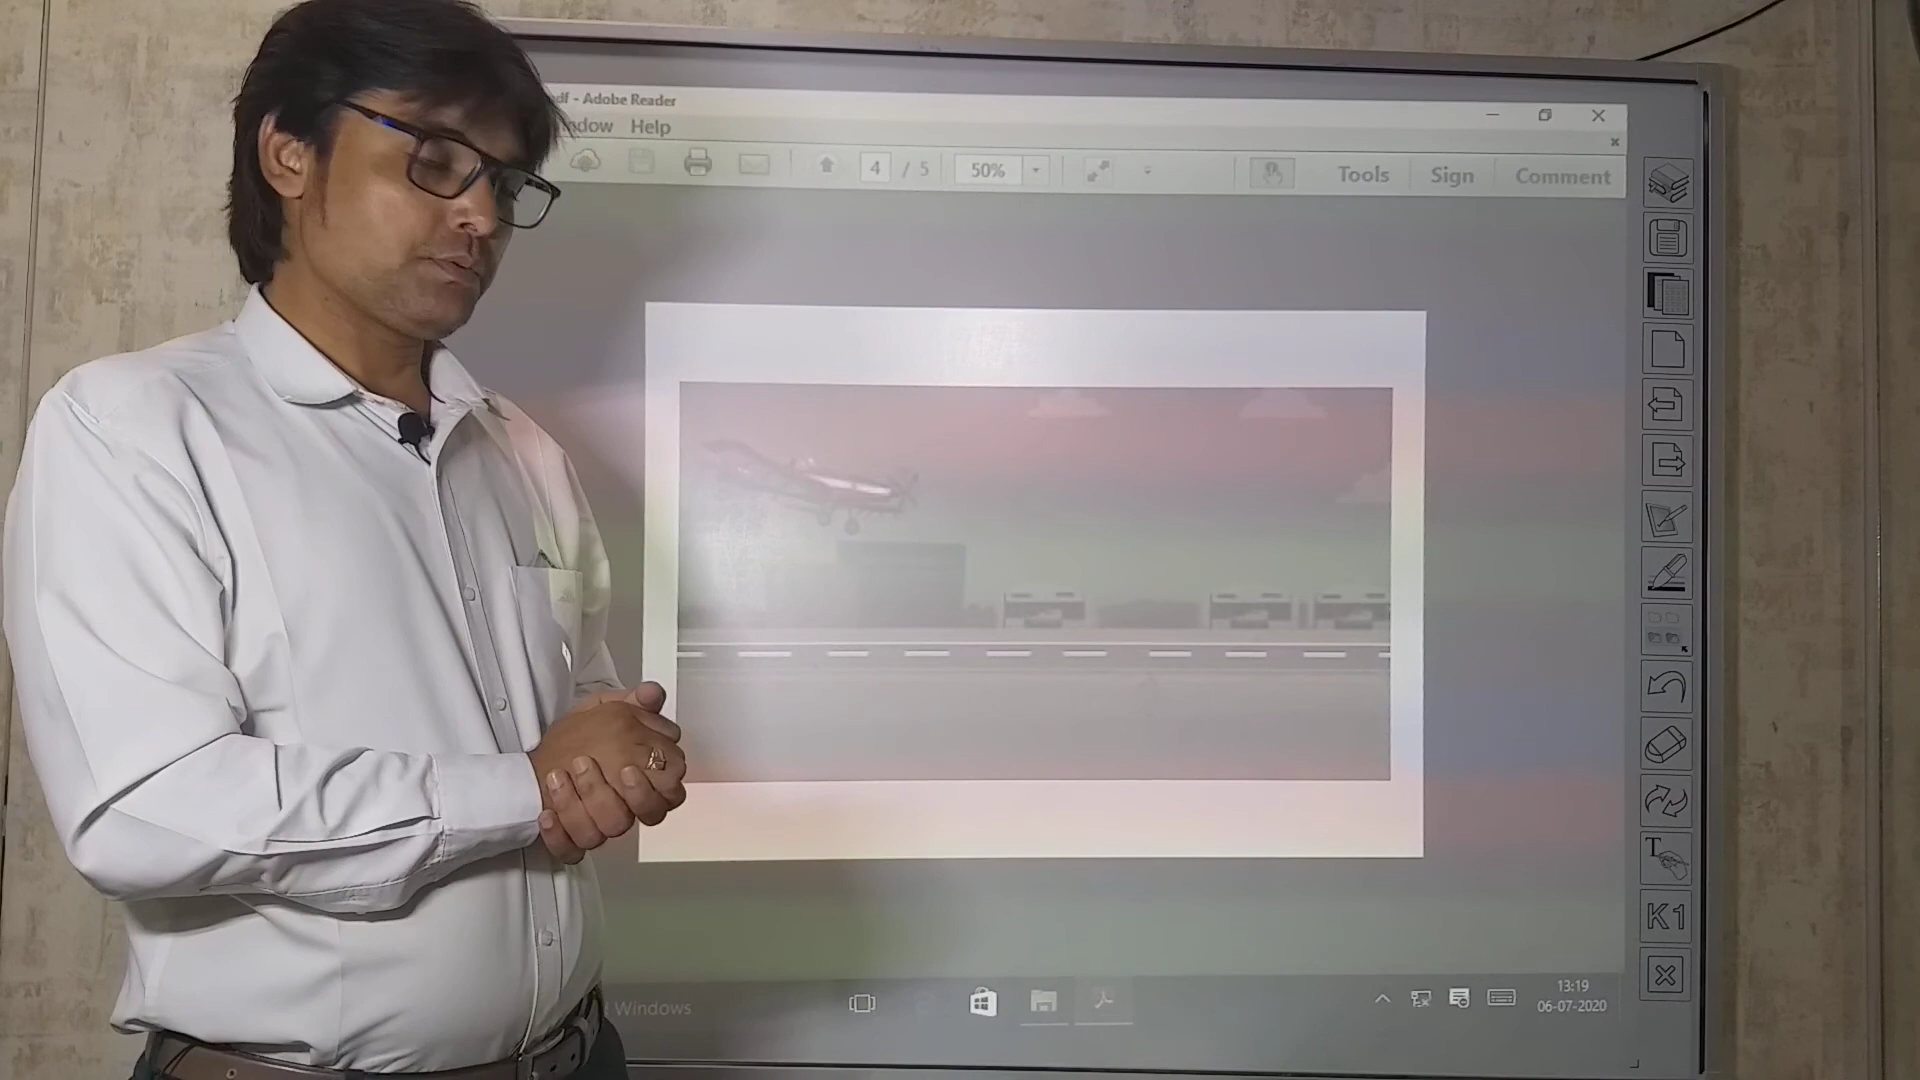 df - Adobe Reader
ndow Help
4 / 5 50% Tools Sign Comment
T
K1
Windows
13:19
06-07-2020